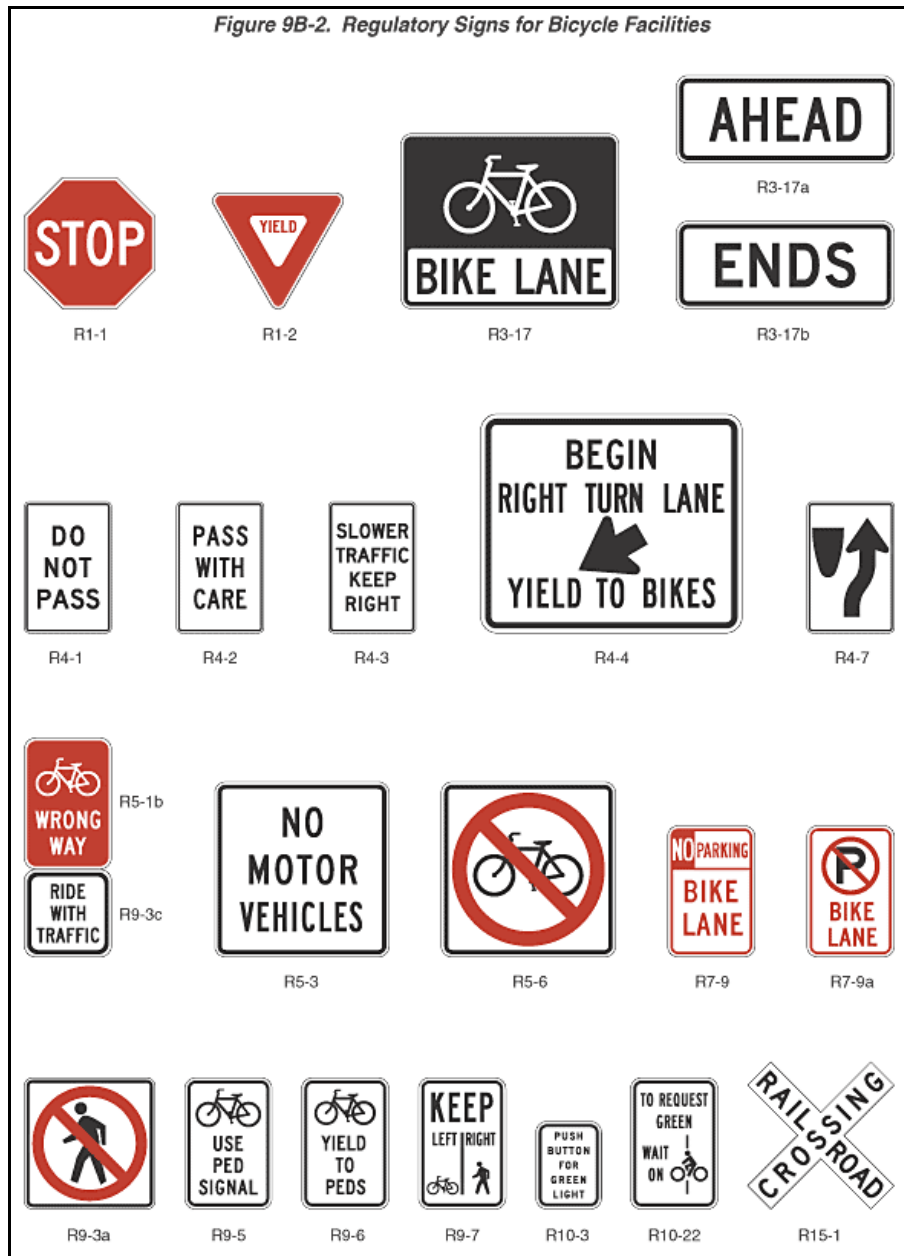 Figure 9B-2. Regulatory Signs for Bicycle Facilities
STOP
R1-1
YIELD
R1-2
BIKE LANE
R3-17
AHEAD
R3-17a
ENDS
R3-17b
DO
NOT
PASS
R4-1
PASS
WITH
CARE
R4-2
SLOWER
TRAFFIC
KEEP
RIGHT
R4-3
BEGIN
RIGHT TURN LANE
YIELD TO BIKES
R4-4
R4-7
WRONG
WAY
R5-1b
RIDE
WITH
TRAFFIC
R9-3c
NO
MOTOR
VEHICLES
R5-3
R5-6
NO PARKING
BIKE
LANE
R7-9
P
BIKE
LANE
R7-9a
R9-3a
USE
PED
SIGNAL
R9-5
YIELD
TO
PEDS
R9-6
KEEP
LEFT RIGHT
R9-7
PUSH
BUTTON
FOR
GREEN
LIGHT
R10-3
TO REQUEST
GREEN
WAIT
ON
R10-22
RAILROAD
CROSSING
R15-1